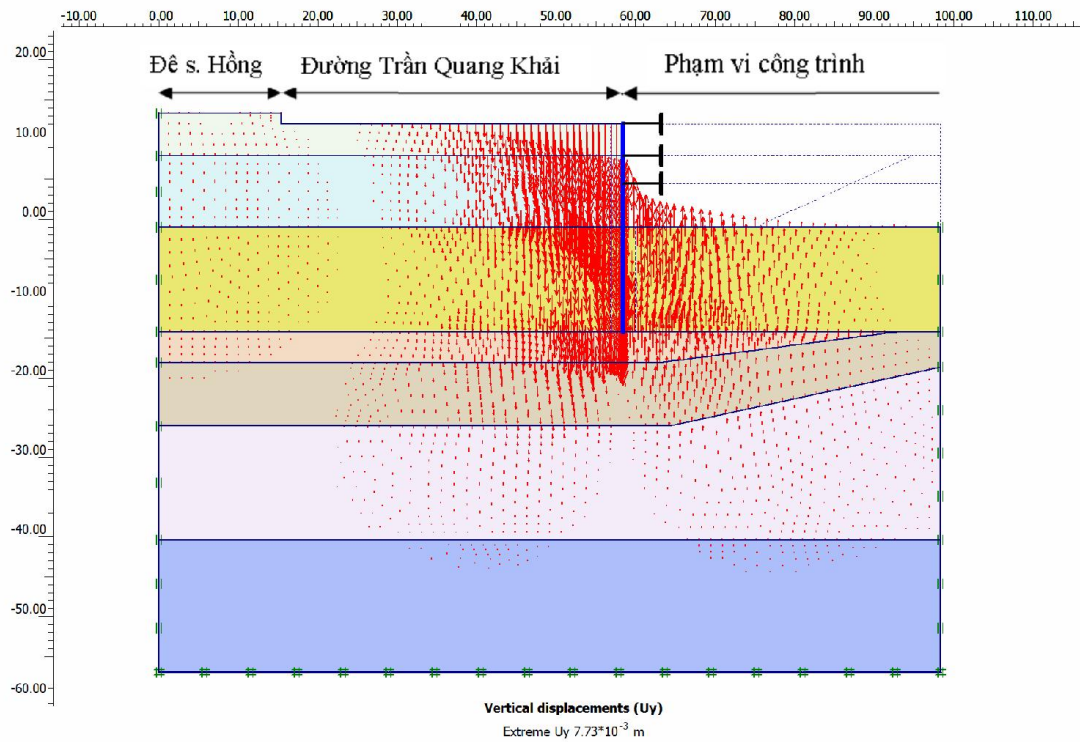 -10.00 0.00 10.00 20.00 30.00 40.00 50.00 60.00 70.00 80.00 90.00 100.00 110.00
20.00
Đê s. Hồng Đường Trần Quang Khải Phạm vi công trình
10.00
0.00
-10.00
-20.00
-30.00
-40.00
-50.00
-60.00
Vertical displacements (Uy)
Extreme Uy 7.73*10⁻³ m